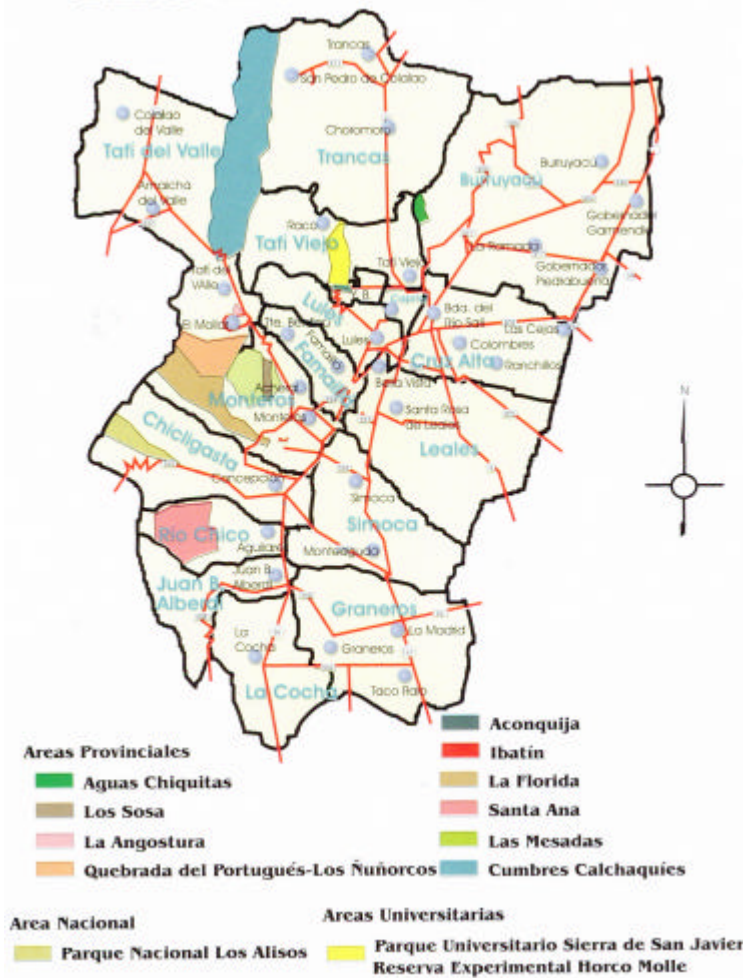 Trancas
San Pedro de Colalao
Colalao
del Valle
Choromoro
Tafí del Valle
Trancas
Burruyacú
Burruyacú
Amaicha
del Valle
Raco
Gobernador
Garmendia
Tafí Viejo
La Ramada
Tafí Viejo
Gobernador
Piedrabuena
Tafí del
Valle
Lules
Bda. del
Río Salí
El Mollar
Las Cejas
Lules
Colombres
Famaillá
Famaillá
Cruz Alta
Ranchillos
Bella Vista
Acheral
Monteros
Monteros
Santa Rosa
de Leales
Chicligasta
Leales
Concepción
Simoca
Simoca
Río Chico
Aguilares
Monteagudo
Juan B.
Alberdi
Juan B.
Alberdi
Graneros
La
Cocha
La Madrid
Graneros
La Cocha
Taco Ralo
N
Areas Provinciales
Aguas Chiquitas
Los Sosa
La Angostura
Quebrada del Portugués-Los Ñuñorcos
Aconquija
Ibatín
La Florida
Santa Ana
Las Mesadas
Cumbres Calchaquíes
Area Nacional
Parque Nacional Los Alisos
Areas Universitarias
Parque Universitario Sierra de San Javier
Reserva Experimental Horco Molle